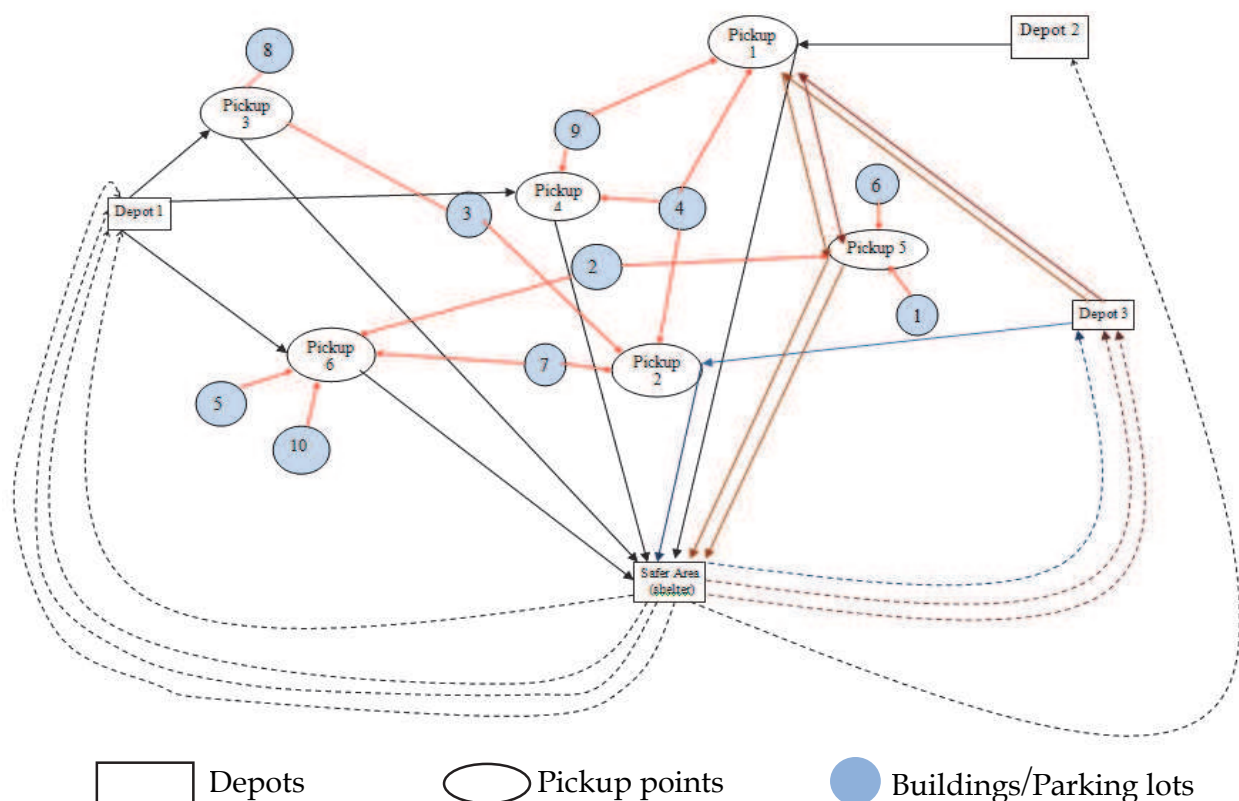 Pickup
1
Depot 2
8
Pickup
3
9
Pickup
4
6
Depot 1
3
4
Pickup 5
2
1
Depot 3
Pickup
6
7
Pickup
2
5
10
Safer Area
(shelter)
Depots
Pickup points
Buildings/Parking lots